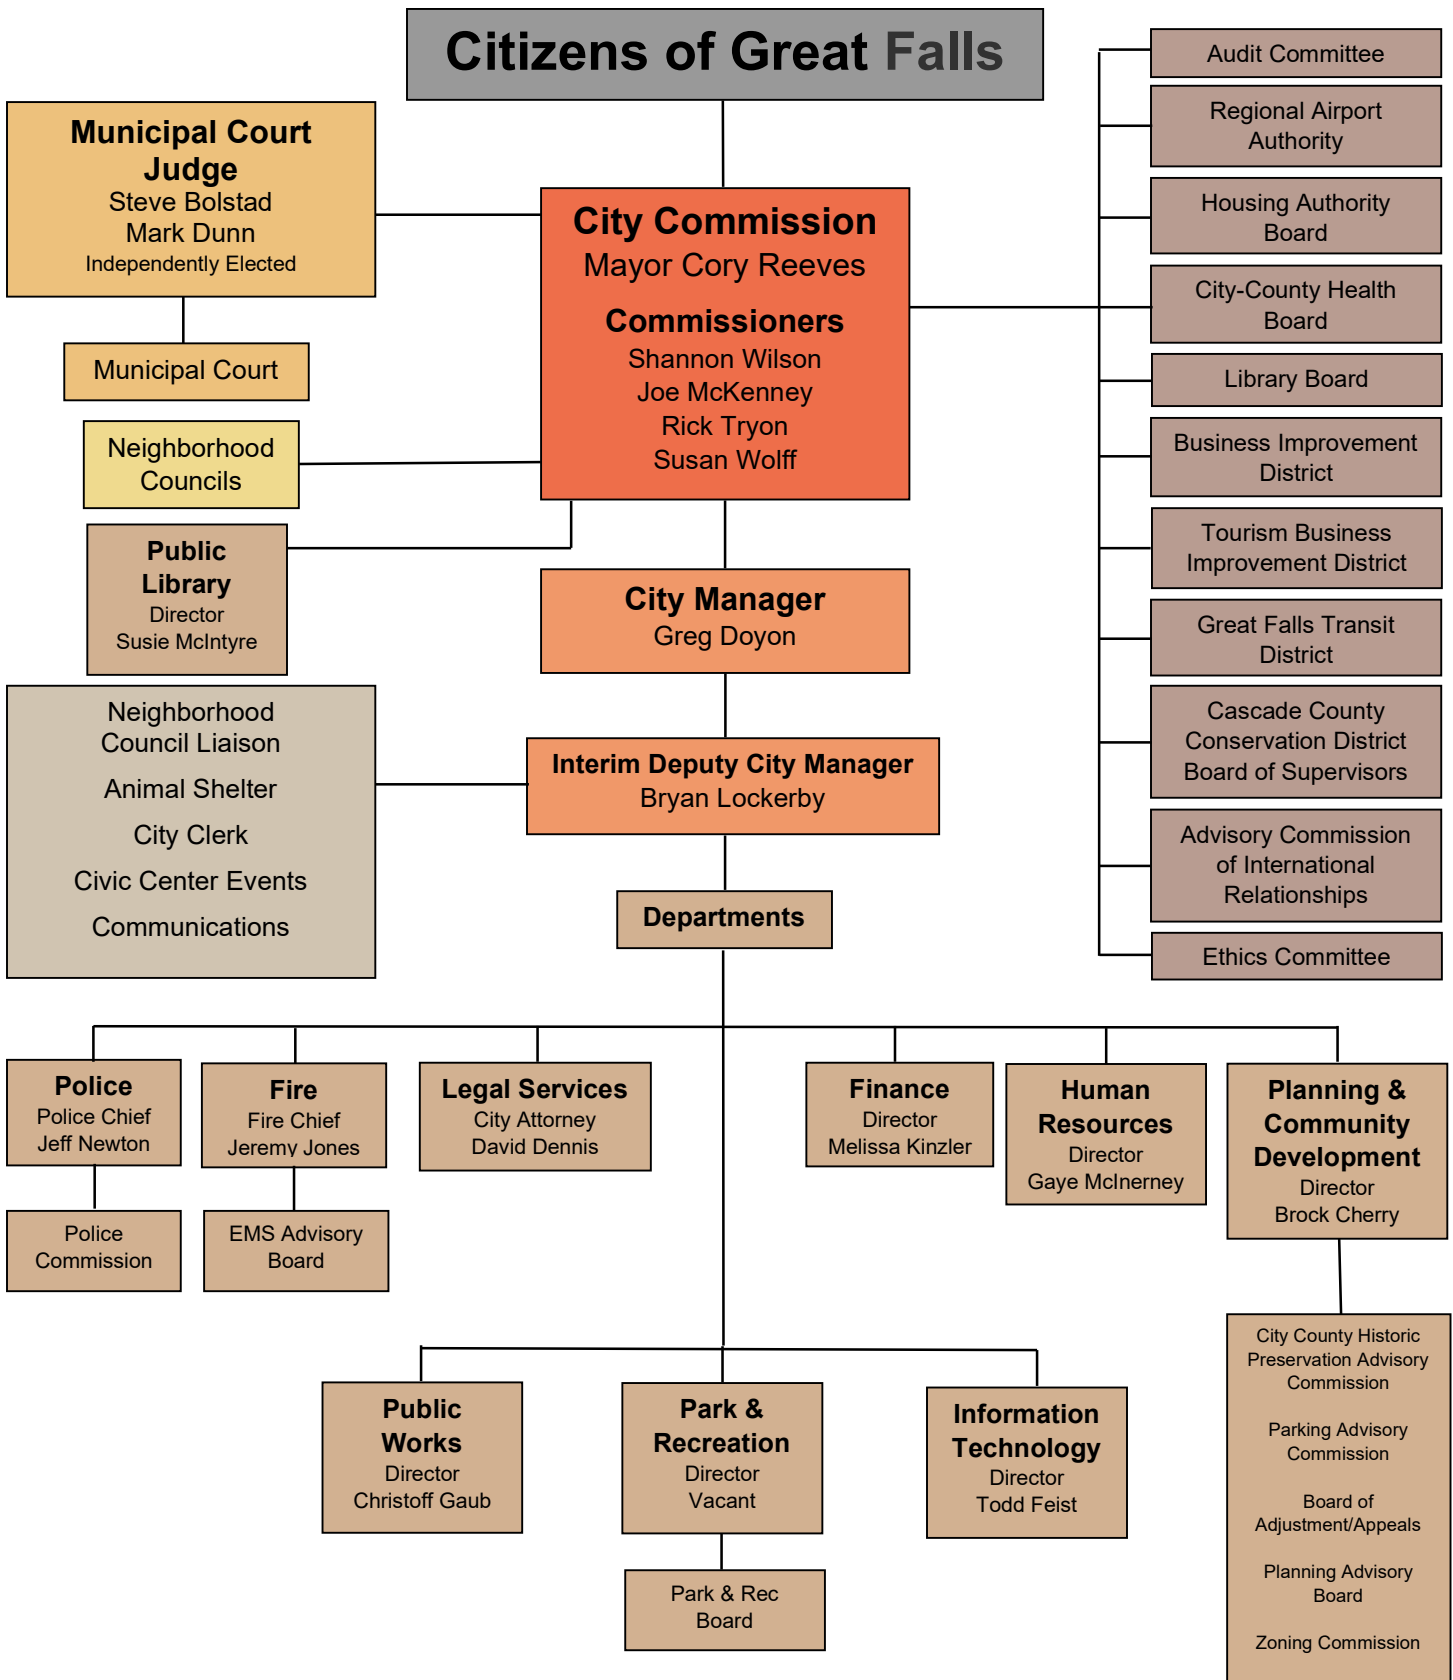 Citizens of Great Falls
Municipal Court
Judge
Steve Bolstad
Mark Dunn
Independently Elected
Municipal Court
Neighborhood
Councils
Public
Library
Director
Susie McIntyre
City Commission
Mayor Cory Reeves
Commissioners
Shannon Wilson
Joe McKenney
Rick Tryon
Susan Wolff
City Manager
Greg Doyon
Interim Deputy City Manager
Bryan Lockerby
Neighborhood
Council Liaison
Animal Shelter
City Clerk
Civic Center Events
Communications
Audit Committee
Regional Airport
Authority
Housing Authority
Board
City-County Health
Board
Library Board
Business Improvement
District
Tourism Business
Improvement District
Great Falls Transit
District
Cascade County
Conservation District
Board of Supervisors
Advisory Commission
of International
Relationships
Ethics Committee
Departments
Police
Police Chief
Jeff Newton
Police
Commission
Fire
Fire Chief
Jeremy Jones
EMS Advisory
Board
Legal Services
City Attorney
David Dennis
Finance
Director
Melissa Kinzler
Human
Resources
Director
Gaye McInerney
Planning &
Community
Development
Director
Brock Cherry
City County Historic
Preservation Advisory
Commission
Parking Advisory
Commission
Board of
Adjustment/Appeals
Planning Advisory
Board
Zoning Commission
Public
Works
Director
Christoff Gaub
Park &
Recreation
Director
Vacant
Park & Rec
Board
Information
Technology
Director
Todd Feist